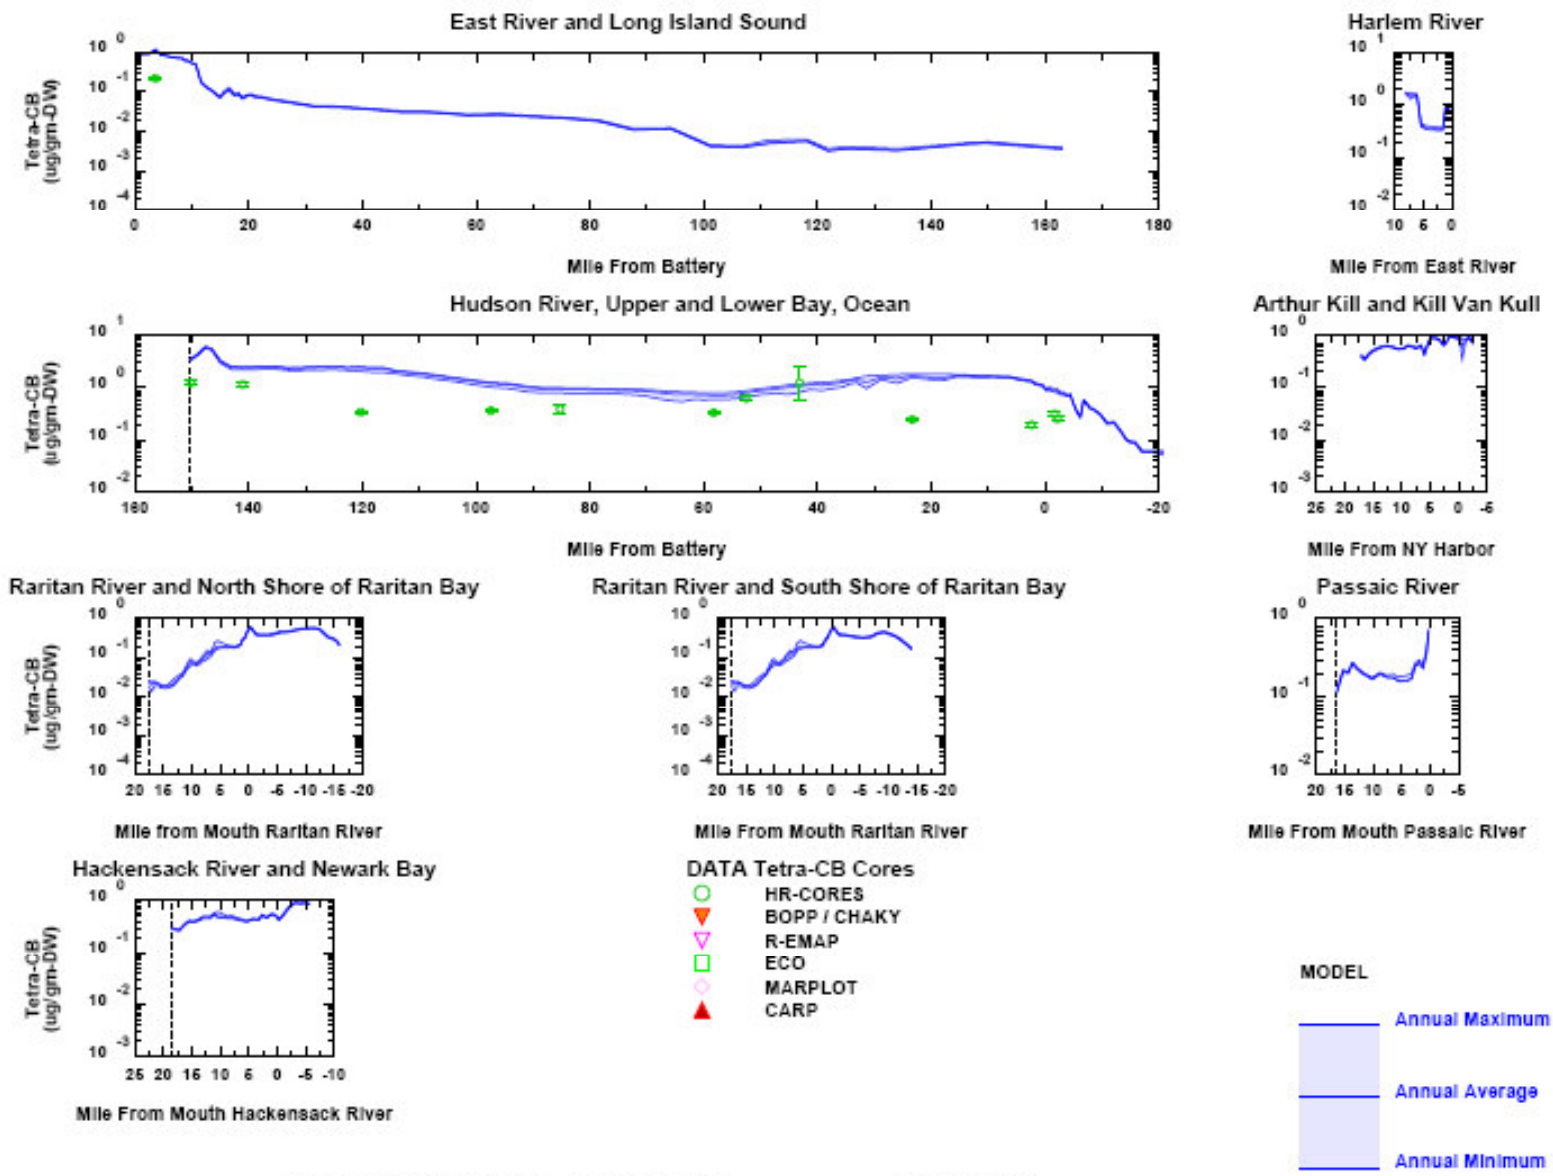 East River and Long Island Sound
Tetra-CB
(ug/gm-DW)
10 0
10 -1
10 -2
10 -3
10 -4
0 20 40 60 80 100 120 140 160 180
Mile From Battery
Harlem River
10 1
10 0
10 -1
10 -2
10 5 0
Mile From East River
Hudson River, Upper and Lower Bay, Ocean
Tetra-CB
(ug/gm-DW)
10 1
10 0
10 -1
10 -2
160 140 120 100 80 60 40 20 0 -20
Mile From Battery
Arthur Kill and Kill Van Kull
10 0
10 -1
10 -2
10 -3
25 20 15 10 5 0 -5
Mile From NY Harbor
Raritan River and North Shore of Raritan Bay
Tetra-CB
(ug/gm-DW)
10 0
10 -1
10 -2
10 -3
10 -4
20 15 10 5 0 -5 -10 -15 -20
Mile from Mouth Raritan River
Raritan River and South Shore of Raritan Bay
10 0
10 -1
10 -2
10 -3
10 -4
20 15 10 5 0 -5 -10 -15 -20
Mile From Mouth Raritan River
Passaic River
10 0
10 -1
10 -2
20 15 10 5 0 -5
Mile From Mouth Passaic River
Hackensack River and Newark Bay
Tetra-CB
(ug/gm-DW)
10 0
10 -1
10 -2
10 -3
25 20 15 10 5 0 -5 -10
Mile From Mouth Hackensack River
DATA Tetra-CB Cores
HR-CORES
BOPP / CHAKY
R-EMAP
ECO
MARPLOT
CARP
MODEL
Annual Maximum
Annual Average
Annual Minimum